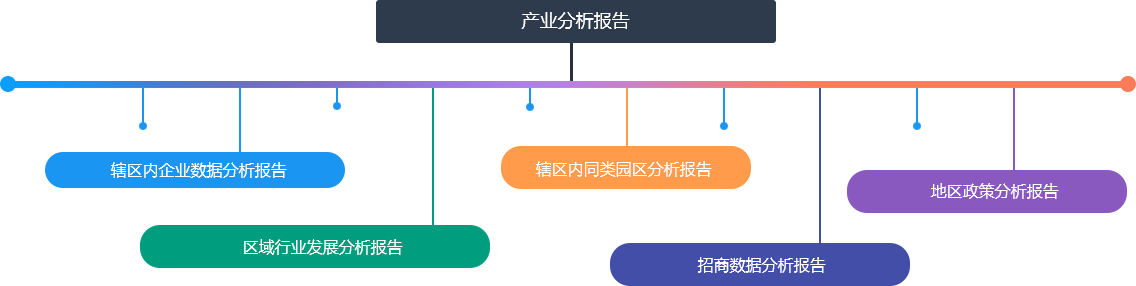 产业分析报告
辖区内企业数据分析报告
辖区内同类园区分析报告
地区政策分析报告
区域行业发展分析报告
招商数据分析报告